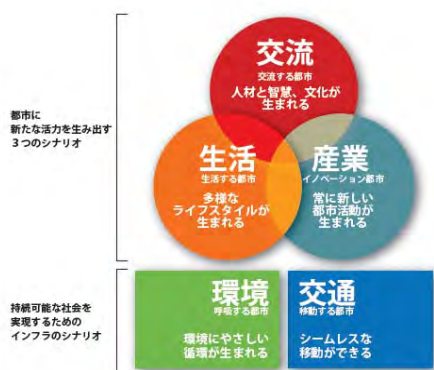 都市に
新たな活力を生み出す
3つのシナリオ
交流
交流する都市
人材と智慧、文化が
生まれる
生活
生活する都市
多様な
ライフスタイルが
生まれる
産業
イノベーション都市
常に新しい
都市活動が
生まれる
持続可能な社会を
実現するための
インフラのシナリオ
環境
呼吸する都市
環境にやさしい
循環が生まれる
交通
移動する都市
シームレスな
移動ができる